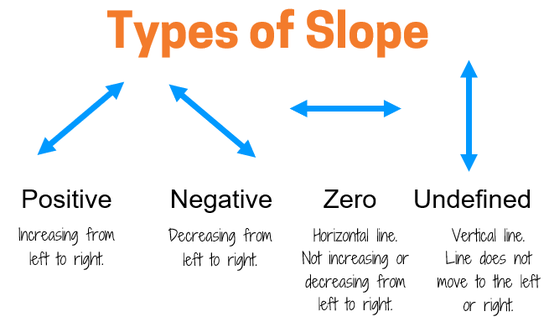 Types of Slope
Positive
Increasing from
left to right.
Negative
Decreasing from
left to right.
Zero
Horizontal line.
Not increasing or
decreasing from
left to right.
Undefined
Vertical line.
Line does not
move to the left
or right.